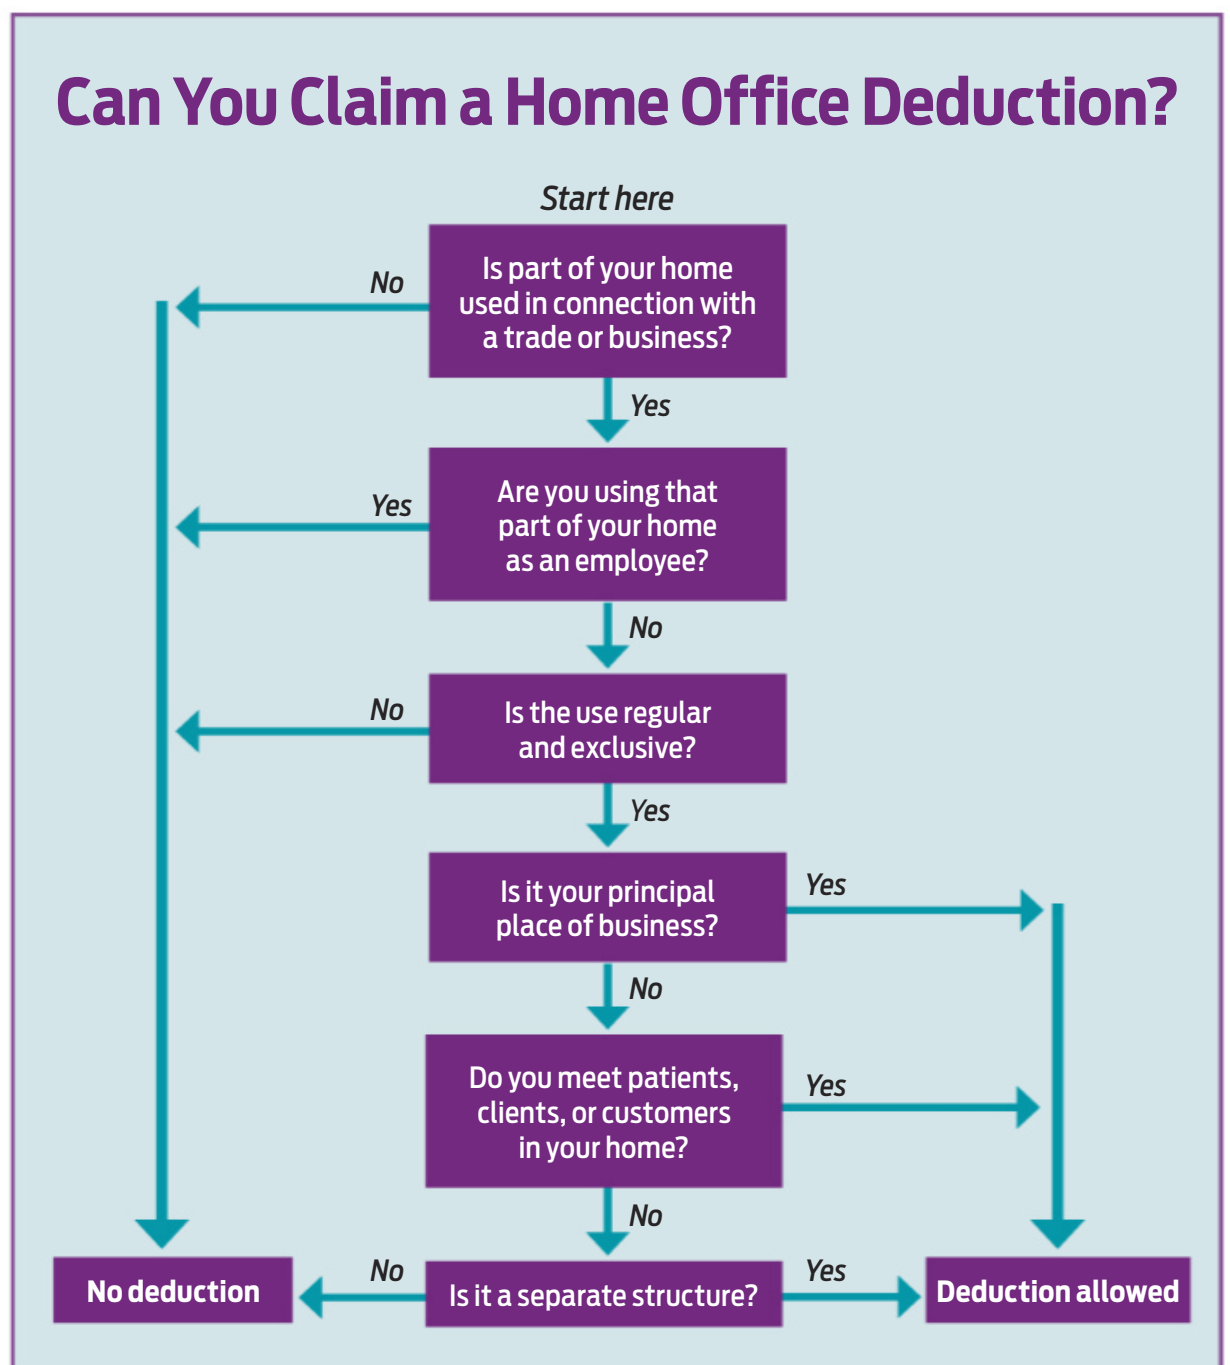 Can You Claim a Home Office Deduction?
Start here
Is part of your home
used in connection with
a trade or business?
No
Yes
Are you using that
part of your home
as an employee?
Yes
No
Is the use regular
and exclusive?
No
Yes
Is it your principal
place of business?
Yes
No
Do you meet patients,
clients, or customers
in your home?
Yes
No
Is it a separate structure?
No
Yes
No deduction
Deduction allowed